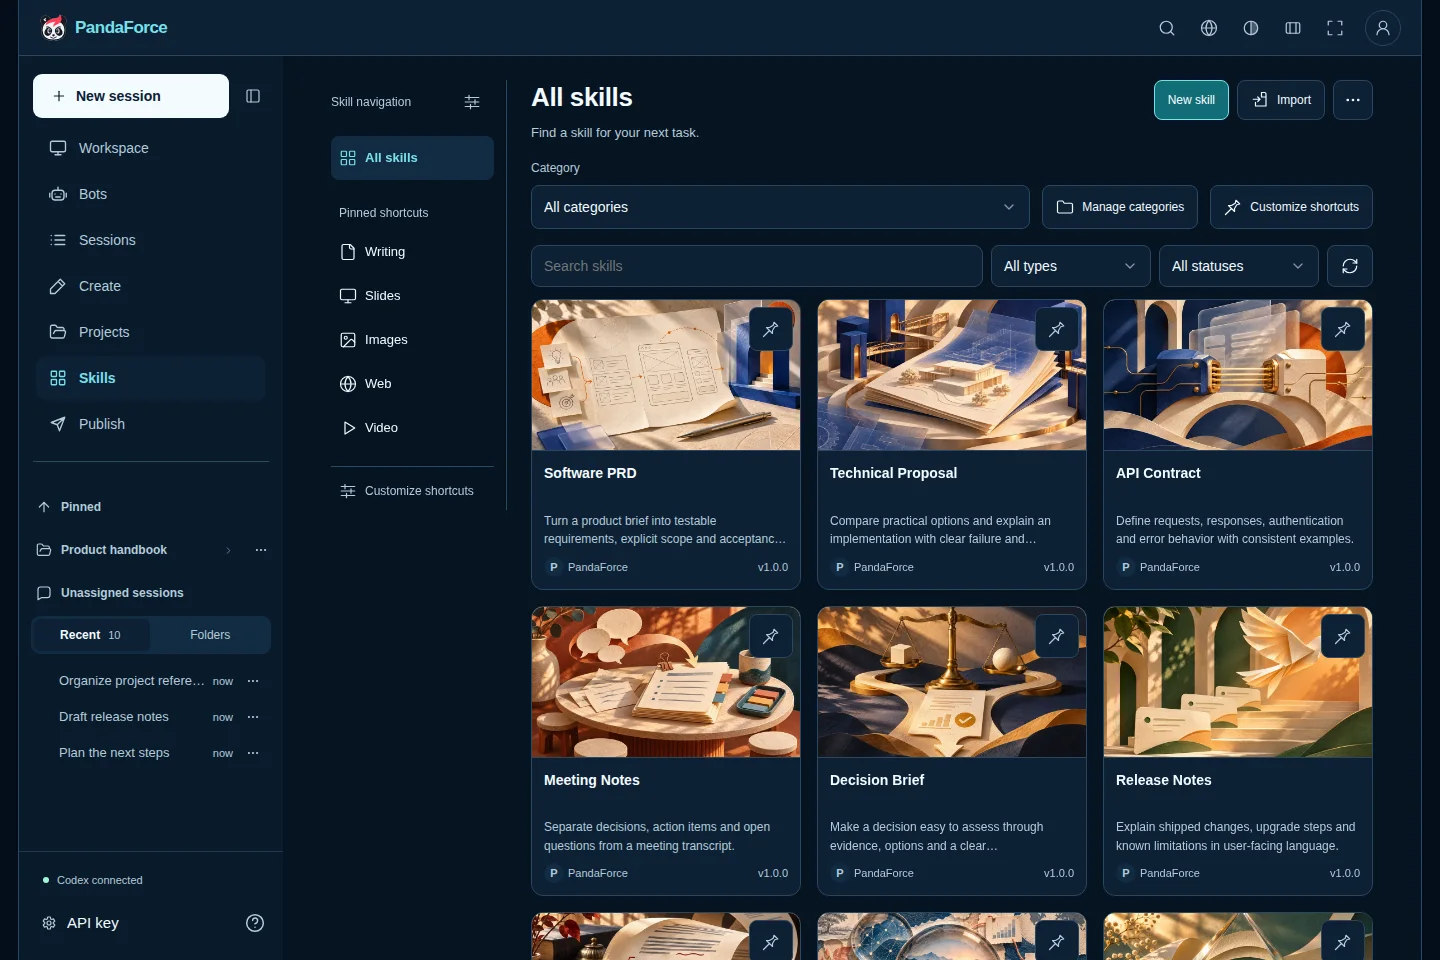 PandaForce
New session
Workspace
Bots
Sessions
Create
Projects
Skills
Publish
Pinned
Product handbook
Unassigned sessions
Recent 10
Folders
Organize project refere… now
Draft release notes now
Plan the next steps now
Codex connected
API key
Skill navigation
All skills
Pinned shortcuts
Writing
Slides
Images
Web
Video
Customize shortcuts
All skills
Find a skill for your next task.
New skill
Import
Category
All categories
Manage categories
Customize shortcuts
Search skills
All types
All statuses
Software PRD
Turn a product brief into testable
requirements, explicit scope and acceptanc…
P PandaForce v1.0.0
Technical Proposal
Compare practical options and explain an
implementation with clear failure and…
P PandaForce v1.0.0
API Contract
Define requests, responses, authentication
and error behavior with consistent examples.
P PandaForce v1.0.0
Meeting Notes
Separate decisions, action items and open
questions from a meeting transcript.
P PandaForce v1.0.0
Decision Brief
Make a decision easy to assess through
evidence, options and a clear…
P PandaForce v1.0.0
Release Notes
Explain shipped changes, upgrade steps and
known limitations in user-facing language.
P PandaForce v1.0.0